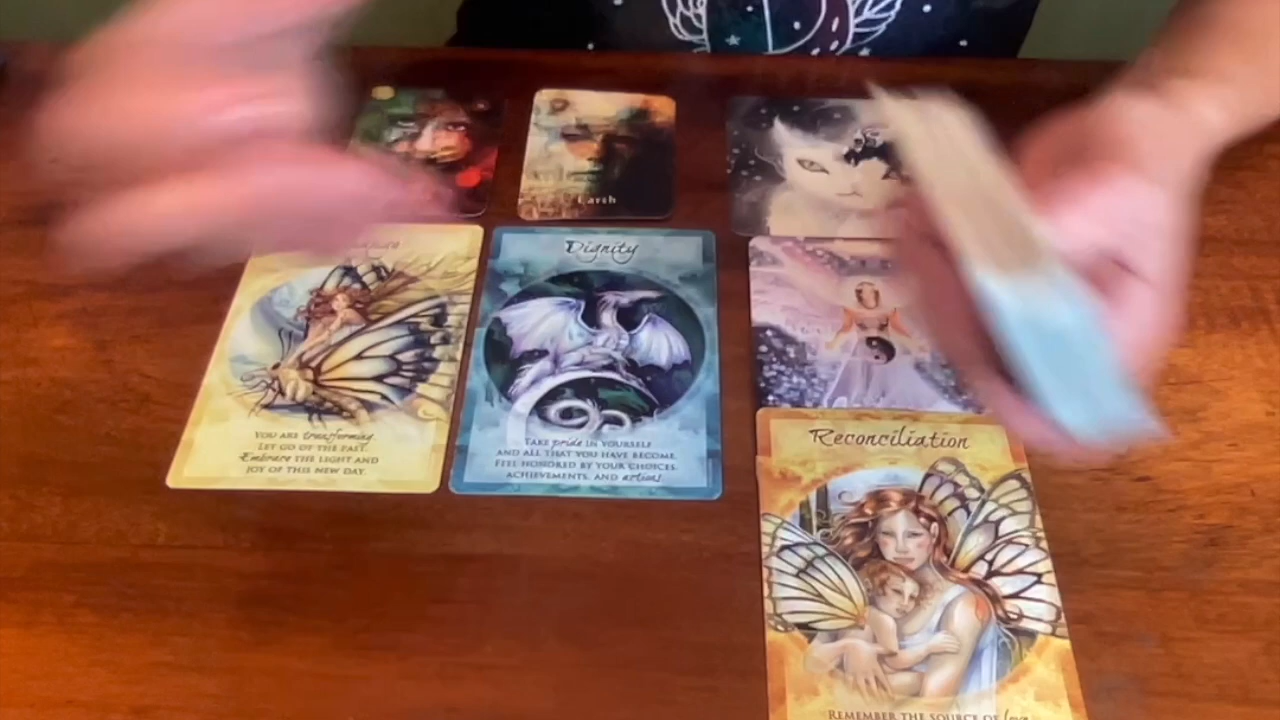 Earth
Dignity
YOU ARE transforming.
LET GO OF THE PAST.
Embrace THE LIGHT AND
JOY OF THIS NEW DAY.
TAKE pride IN YOURSELF
AND ALL THAT YOU HAVE BECOME.
FEEL HONORED BY YOUR CHOICES,
ACHIEVEMENTS, AND actions.
Reconciliation
REMEMBER THE SOURCE OF love